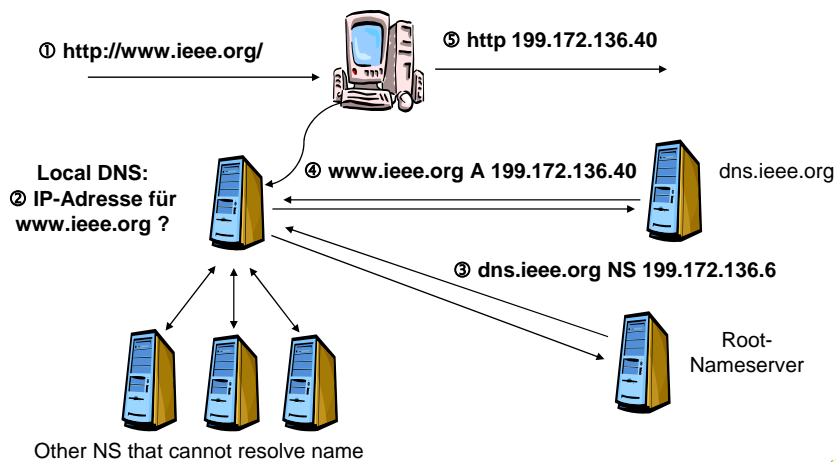 ① http://www.ieee.org/
⑤ http 199.172.136.40
Local DNS:
② IP-Adresse für
www.ieee.org ?
④ www.ieee.org A 199.172.136.40
dns.ieee.org
③ dns.ieee.org NS 199.172.136.6
Root-
Nameserver
Other NS that cannot resolve name